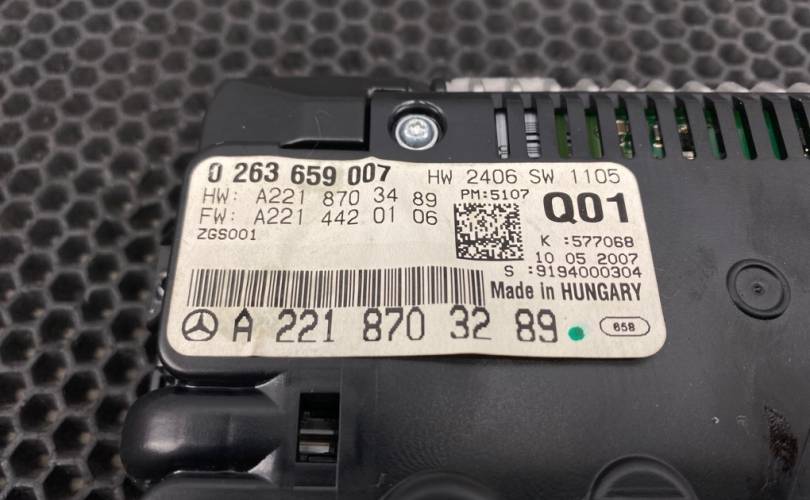 0 263 659 007 HW 2406 SW 1105
HW: A221 870 34 89 PM:5107
FW: A221 442 01 06 Q01
ZGS001
K :577068
10 05 2007
S :9194000304
Made in HUNGARY
A 221 870 32 89
658